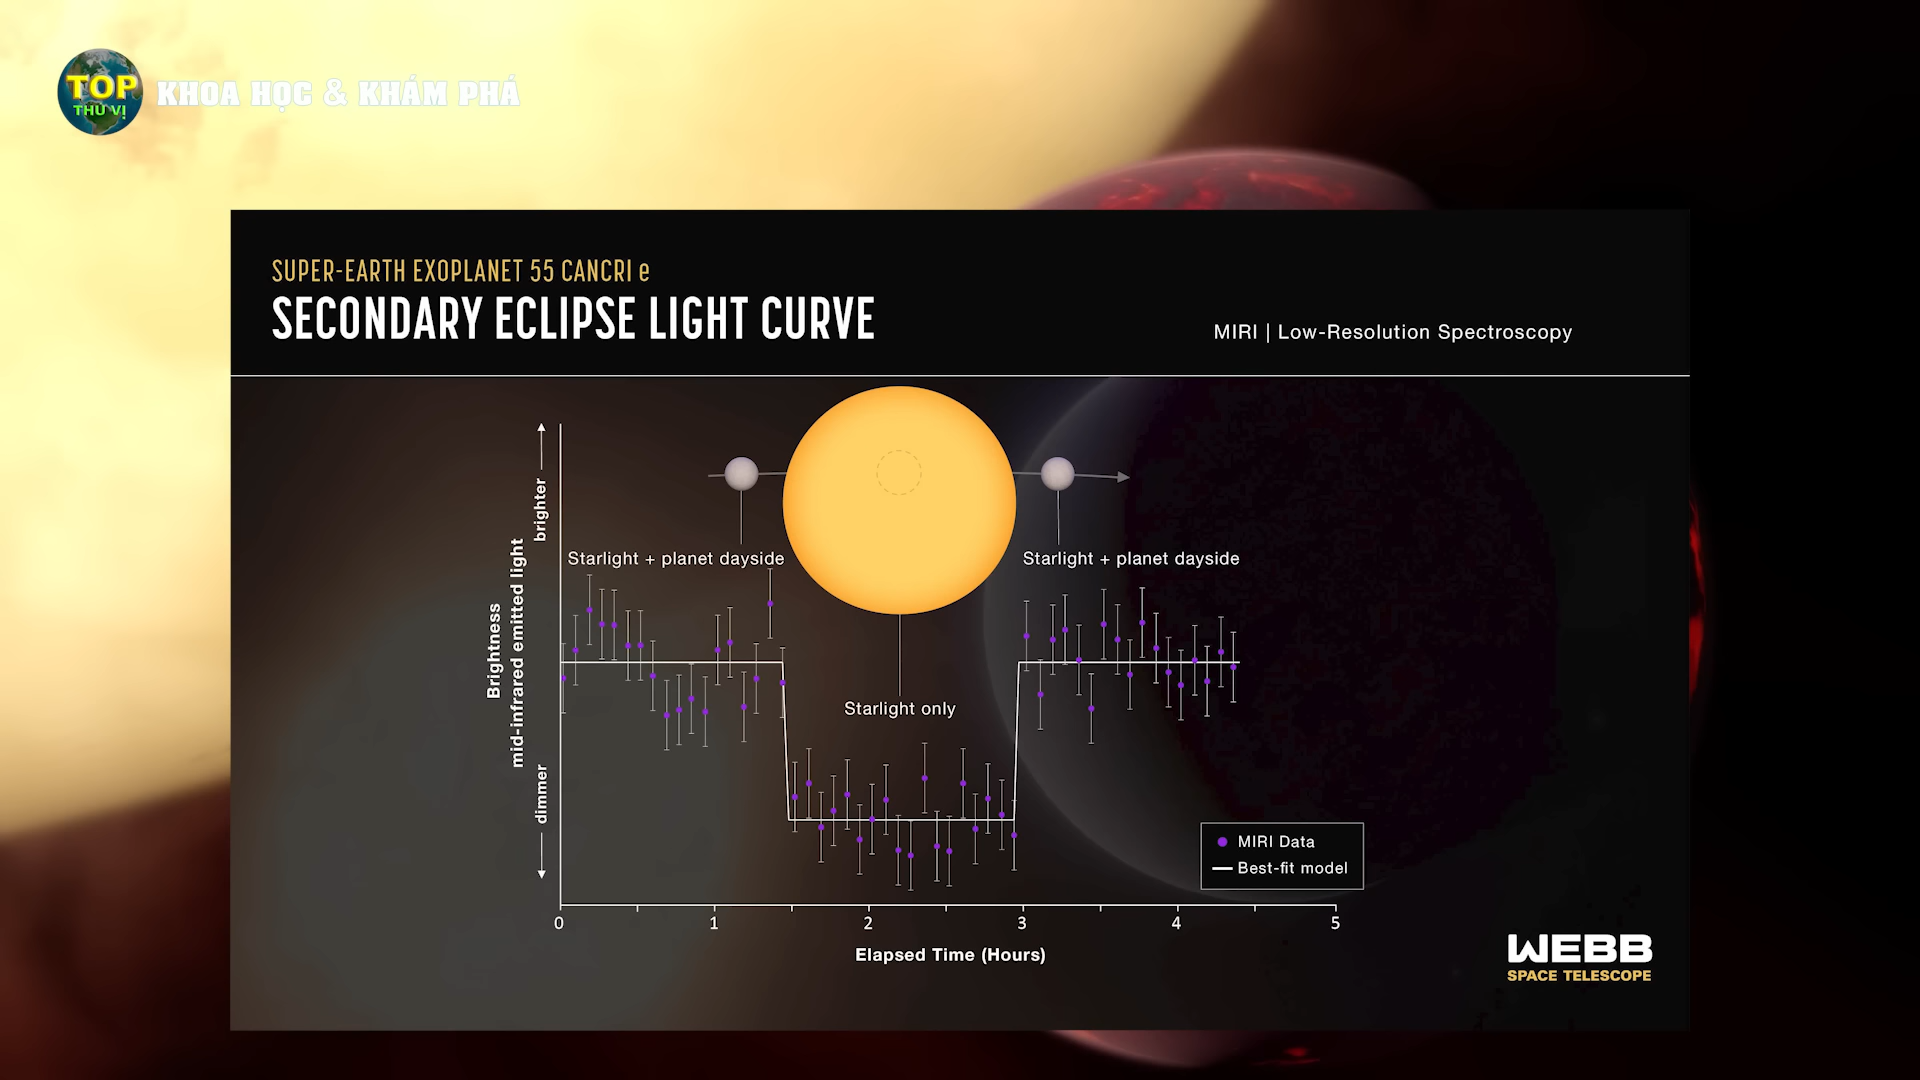 TOP
THÚ VỊ
KHOA HỌC & KHÁM PHÁ
SUPER-EARTH EXOPLANET 55 CANCRI e
SECONDARY ECLIPSE LIGHT CURVE
MIRI | Low-Resolution Spectroscopy
Brightness
mid-infrared emitted light
brighter
dimmer
Starlight + planet dayside
Starlight + planet dayside
Starlight only
MIRI Data
Best-fit model
0 1 2 3 4 5
Elapsed Time (Hours)
WEBB
SPACE TELESCOPE